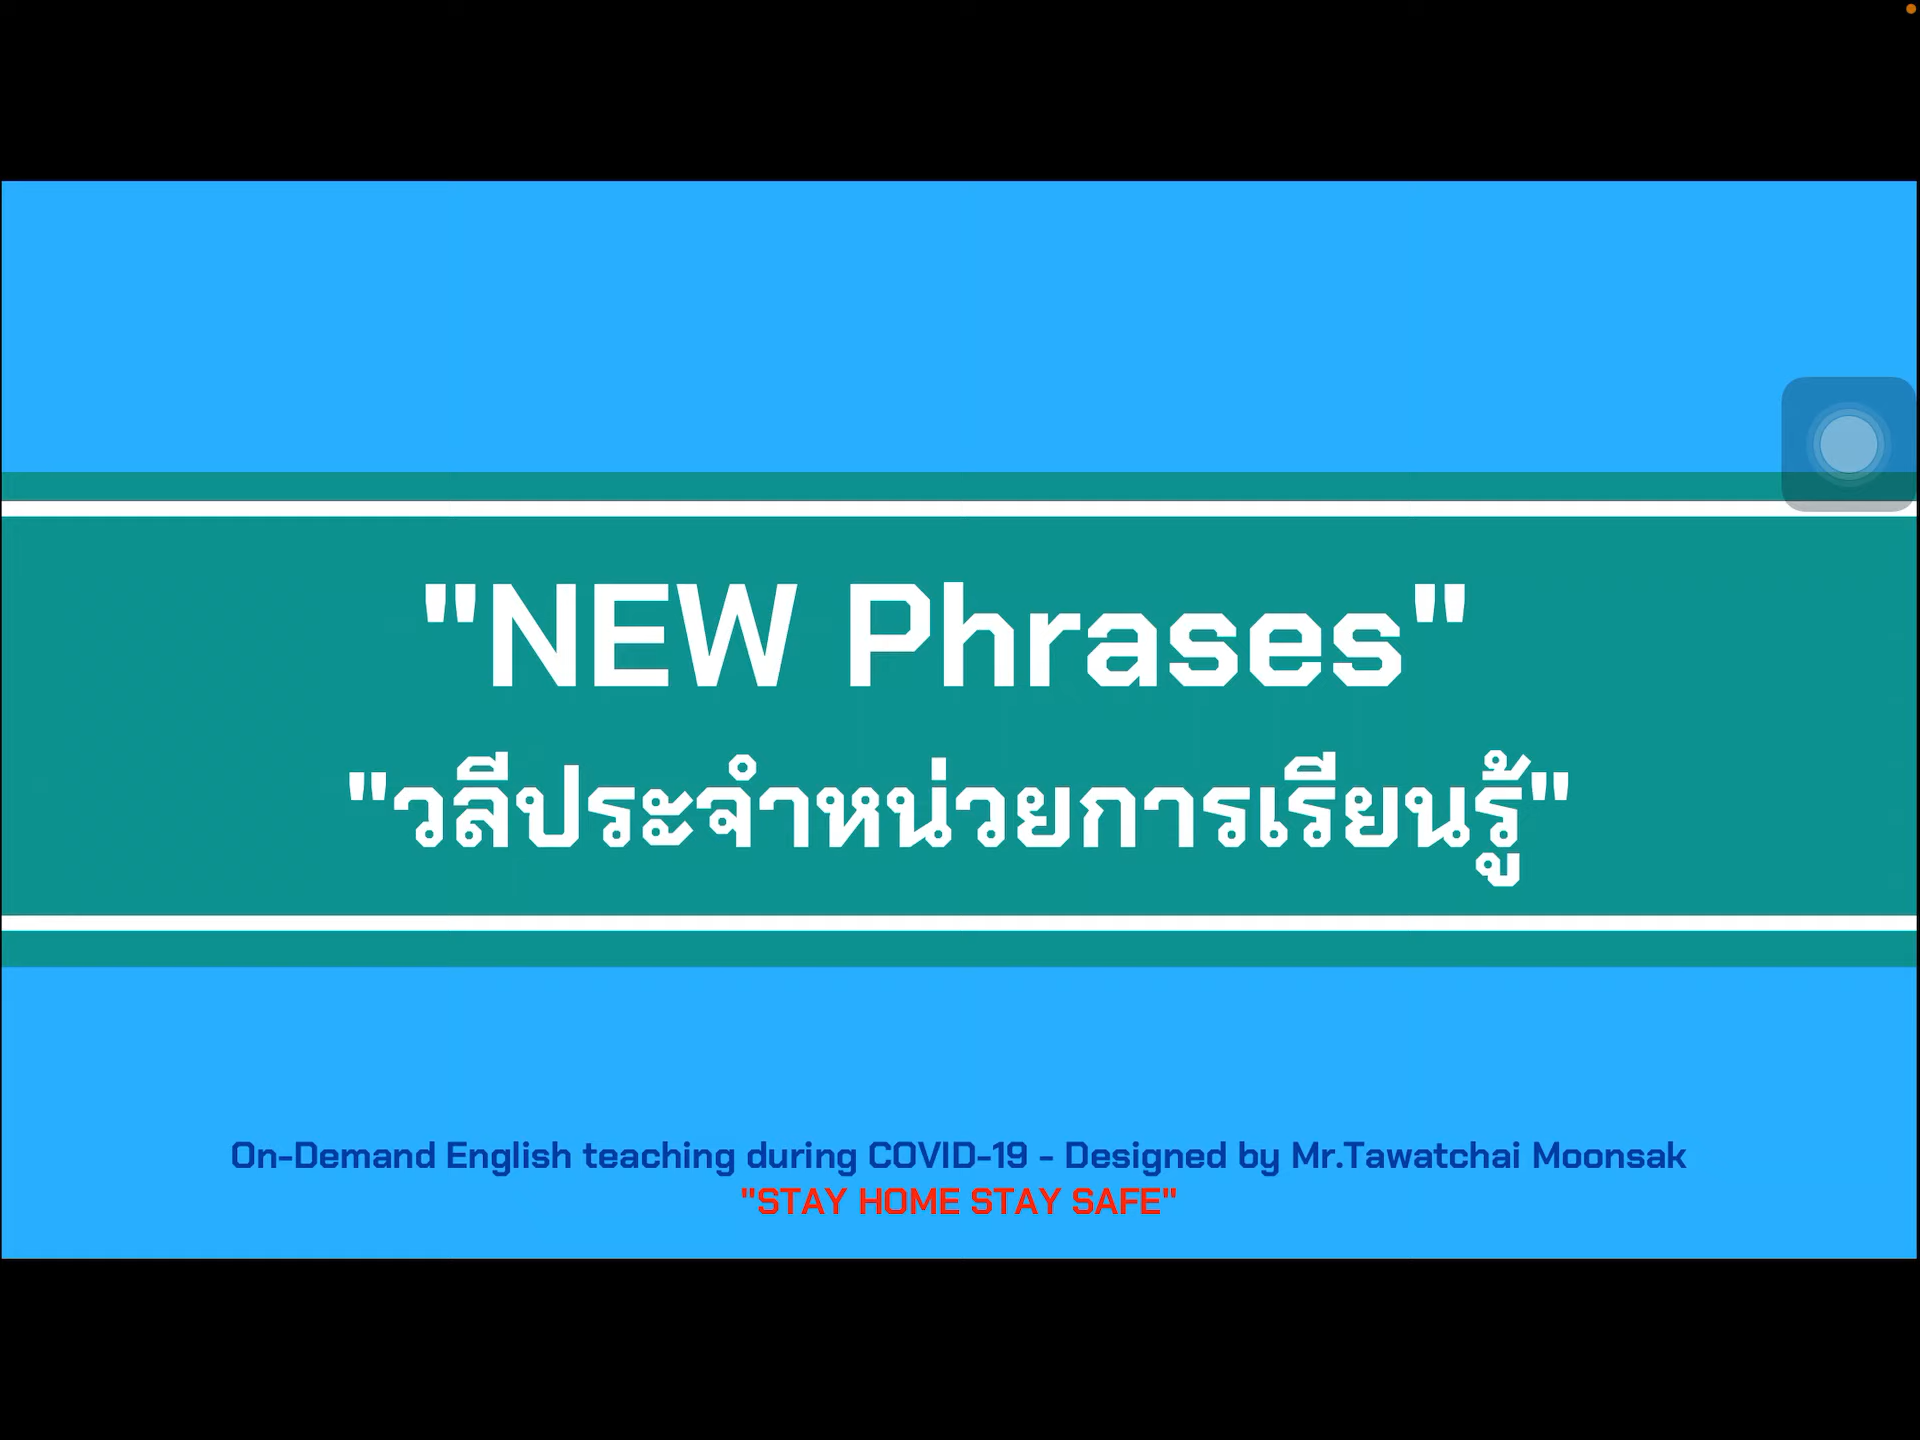 "NEW Phrases"
"วลีประจำหน่วยการเรียนรู้"
On-Demand English teaching during COVID-19 - Designed by Mr.Tawatchai Moonsak
"STAY HOME STAY SAFE"